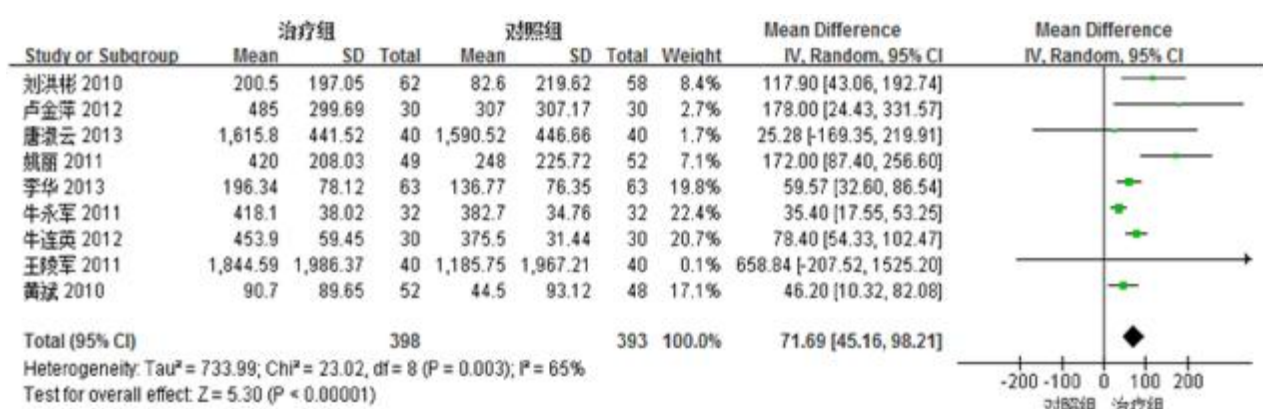 治疗组 对照组 Mean Difference Mean Difference
Study or Subgroup Mean SD Total Mean SD Total Weight IV, Random, 95% CI IV, Random, 95% CI
刘洪彬 2010 200.5 197.05 62 82.6 219.62 58 8.4% 117.90 [43.06, 192.74]
卢金萍 2012 485 299.69 30 307 307.17 30 2.7% 178.00 [24.43, 331.57]
唐淑云 2013 1,615.8 441.52 40 1,590.52 446.66 40 1.7% 25.28 [-169.35, 219.91]
姚丽 2011 420 208.03 49 248 225.72 52 7.1% 172.00 [87.40, 256.60]
李华 2013 196.34 78.12 63 136.77 76.35 63 19.8% 59.57 [32.60, 86.54]
牛永军 2011 418.1 38.02 32 382.7 34.76 32 22.4% 35.40 [17.55, 53.25]
牛连英 2012 453.9 59.45 30 375.5 31.44 30 20.7% 78.40 [54.33, 102.47]
王陵军 2011 1,844.59 1,986.37 40 1,185.75 1,967.21 40 0.1% 658.84 [-207.52, 1525.20]
黄斌 2010 90.7 89.65 52 44.5 93.12 48 17.1% 46.20 [10.32, 82.08]
Total (95% CI) 398 393 100.0% 71.69 [45.16, 98.21]
Heterogeneity: Tau² = 733.99; Chi² = 23.02, df = 8 (P = 0.003); I² = 65%
Test for overall effect: Z = 5.30 (P < 0.00001)
-200 -100 0 100 200
对照组 治疗组